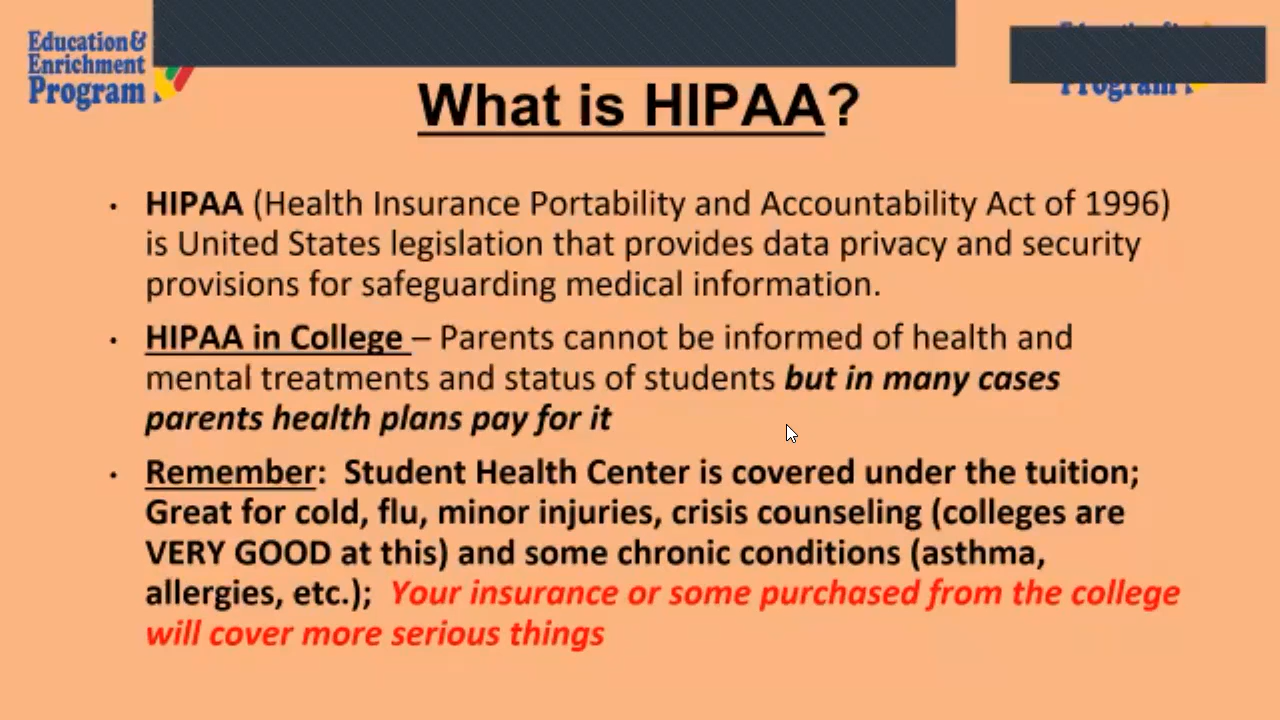 Education&
Enrichment
Program
Program
What is HIPAA?
• HIPAA (Health Insurance Portability and Accountability Act of 1996)
is United States legislation that provides data privacy and security
provisions for safeguarding medical information.
• HIPAA in College – Parents cannot be informed of health and
mental treatments and status of students but in many cases
parents health plans pay for it
• Remember: Student Health Center is covered under the tuition;
Great for cold, flu, minor injuries, crisis counseling (colleges are
VERY GOOD at this) and some chronic conditions (asthma,
allergies, etc.); Your insurance or some purchased from the college
will cover more serious things